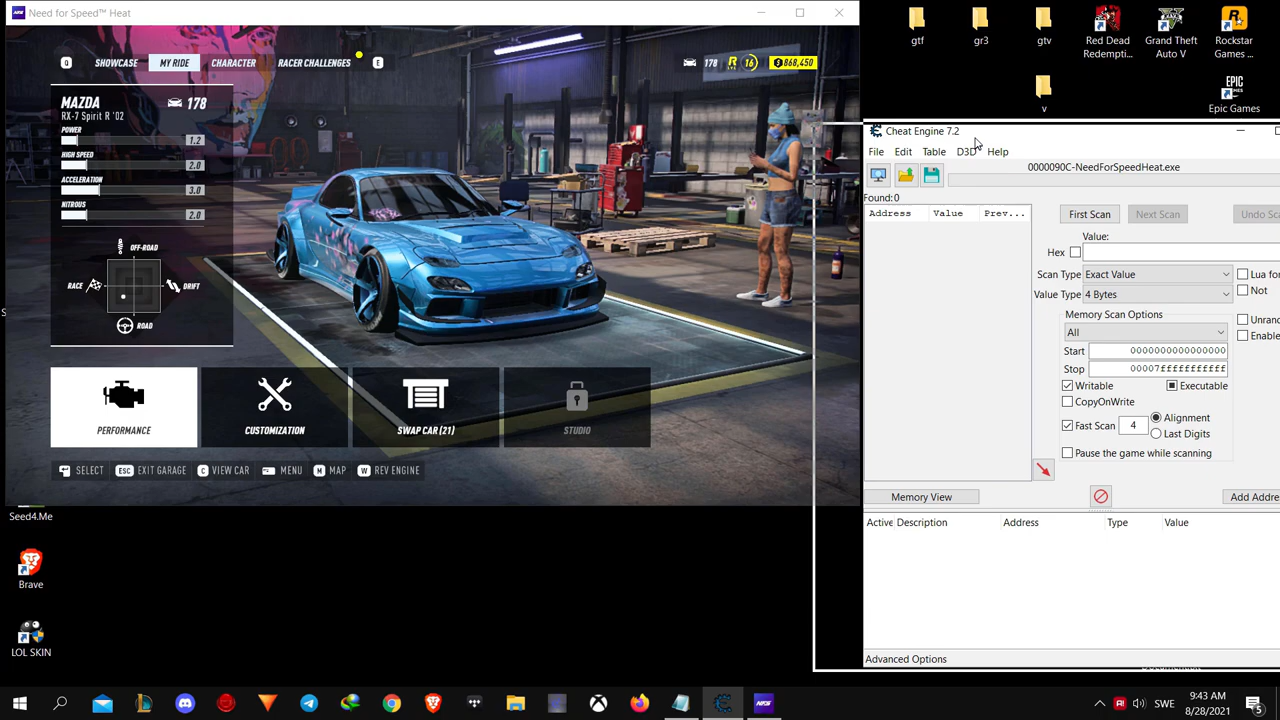 Need for Speed™ Heat
Q SHOWCASE MY RIDE CHARACTER RACER CHALLENGES E
178 R LVL 16 $ 868,450
MAZDA 178
RX-7 Spirit R '02
POWER
1.2
HIGH SPEED
2.0
ACCELERATION
3.0
NITROUS
2.0
OFF-ROAD
RACE DRIFT
ROAD
PERFORMANCE
CUSTOMIZATION
SWAP CAR (21)
STUDIO
SELECT ESC EXIT GARAGE C VIEW CAR MENU M MAP W REV ENGINE
Seed4.Me
Brave
LOL SKIN
gtf
gr3
gtv
Red Dead
Redempti...
Grand Theft
Auto V
Rockstar
Games ...
v
Epic Games
Cheat Engine 7.2
File Edit Table D3D Help
0000090C-NeedForSpeedHeat.exe
Found:0
Address Value Prev...
First Scan Next Scan Undo Sc
Value:
Hex
Scan Type Exact Value Lua fo
Value Type 4 Bytes Not
Memory Scan Options
All
Unran
Enable
Start 0000000000000000
Stop 00007fffffffffff
Writable Executable
CopyOnWrite
Fast Scan 4 Alignment
Last Digits
Pause the game while scanning
Memory View Add Addre
Active Description Address Type Value
Advanced Options
NFS
SWE
9:43 AM
8/28/2021
5